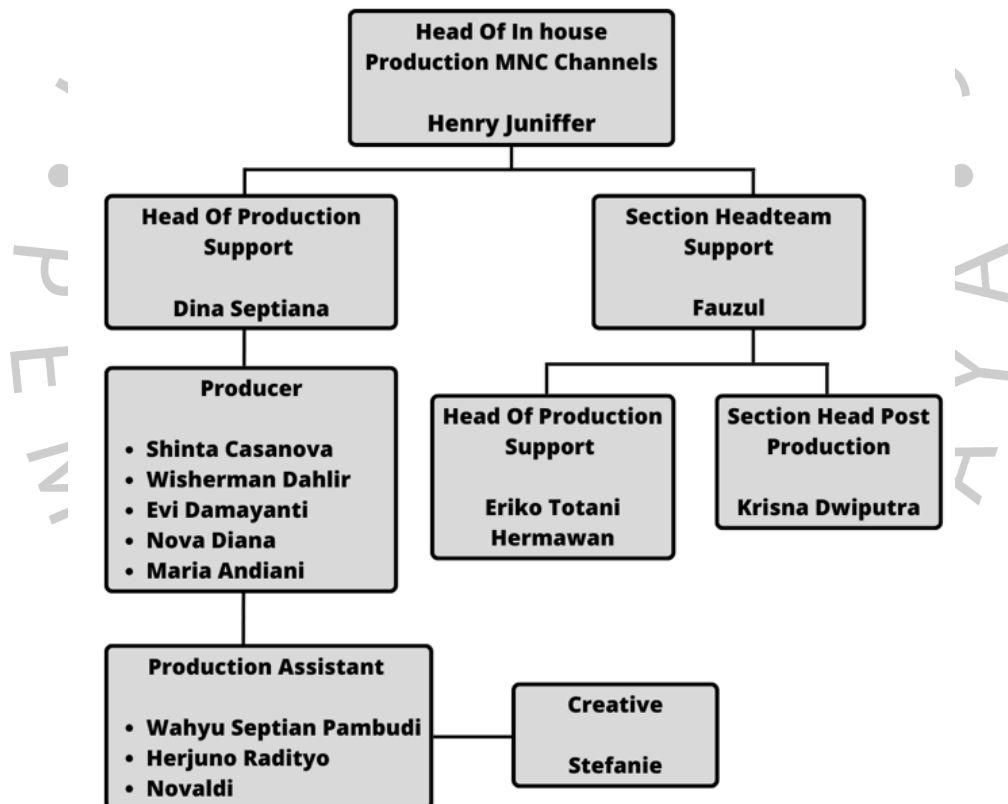 Head Of In house
Production MNC Channels
Henry Juniffer
Head Of Production
Support
Dina Septiana
Section Headteam
Support
Fauzul
Producer
• Shinta Casanova
• Wisherman Dahlir
• Evi Damayanti
• Nova Diana
• Maria Andiani
Head Of Production
Support
Eriko Totani
Hermawan
Section Head Post
Production
Krisna Dwiputra
Production Assistant
• Wahyu Septian Pambudi
• Herjuno Radityo
• Novaldi
Creative
Stefanie